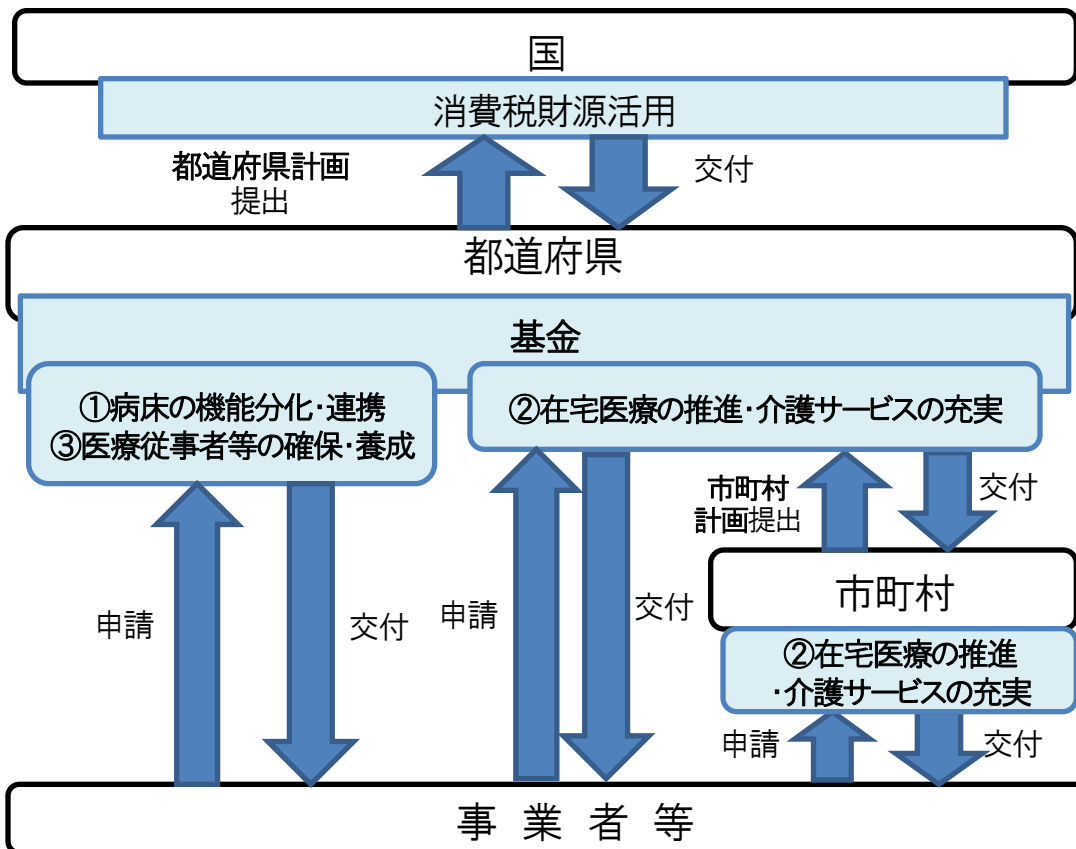 国
消費税財源活用
都道府県計画
提出
交付
都道府県
基金
①病床の機能分化・連携
③医療従事者等の確保・養成
②在宅医療の推進・介護サービスの充実
市町村
計画提出
交付
市町村
申請
交付
申請
交付
②在宅医療の推進
・介護サービスの充実
申請
交付
事業者等